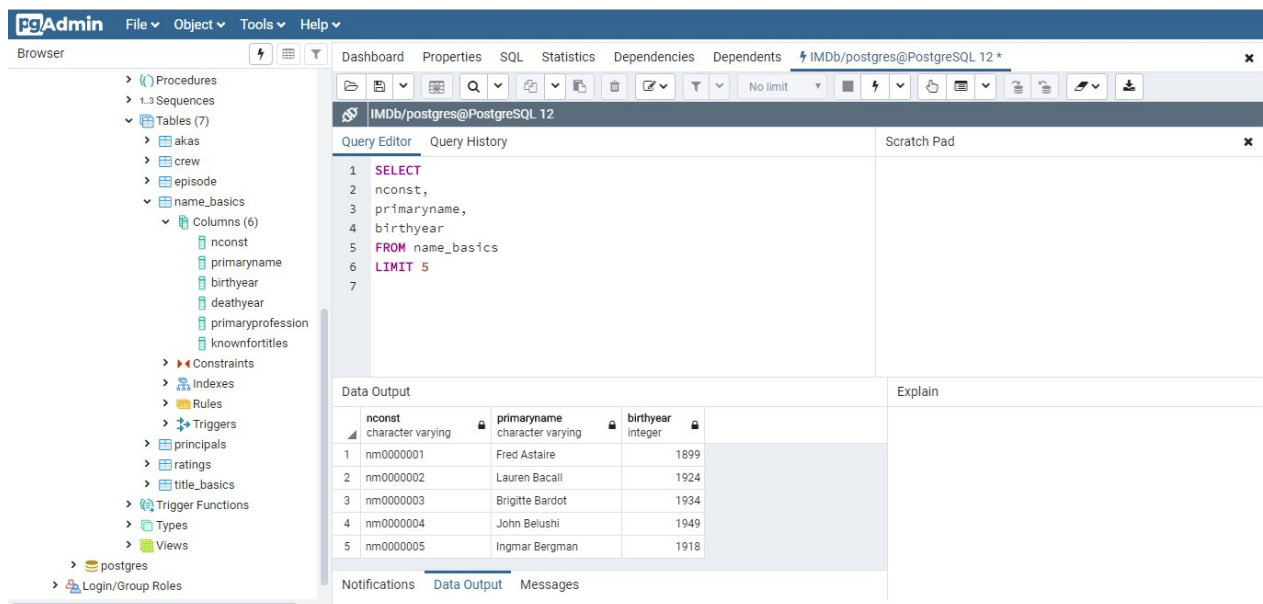 pgAdmin File Object Tools Help
Browser
Procedures
1..3 Sequences
Tables (7)
akas
crew
episode
name_basics
Columns (6)
nconst
primaryname
birthyear
deathyear
primaryprofession
knownfortitles
Constraints
Indexes
Rules
Triggers
principals
ratings
title_basics
Trigger Functions
Types
Views
postgres
Login/Group Roles
Dashboard Properties SQL Statistics Dependencies Dependents IMDb/postgres@PostgreSQL 12 *
No limit
IMDb/postgres@PostgreSQL 12
Query Editor Query History
1 SELECT
2 nconst,
3 primaryname,
4 birthyear
5 FROM name_basics
6 LIMIT 5
7
Scratch Pad
Data Output
nconst primaryname birthyear
character varying character varying integer
1 nm0000001 Fred Astaire 1899
2 nm0000002 Lauren Bacall 1924
3 nm0000003 Brigitte Bardot 1934
4 nm0000004 John Belushi 1949
5 nm0000005 Ingmar Bergman 1918
Explain
Notifications Data Output Messages